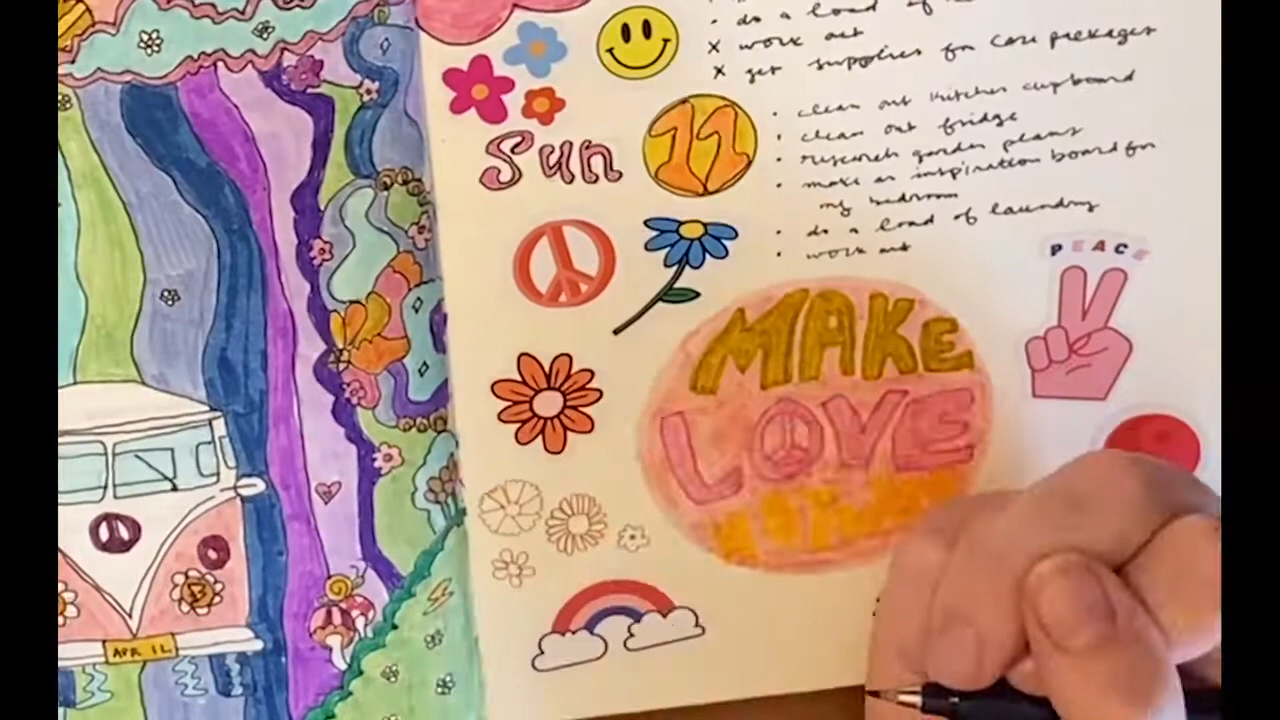 • do a load of
x work out
x get supplies for care packages
Sun 11
• clean out kitchen cupboard
• clean out fridge
• research garden plans
• make an inspiration board for
my bedroom
• do a load of laundry
• work out
PEACE
MAKE
LOVE
B
APR 11